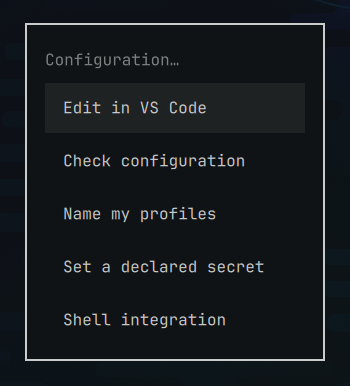 Configuration…
Edit in VS Code
Check configuration
Name my profiles
Set a declared secret
Shell integration